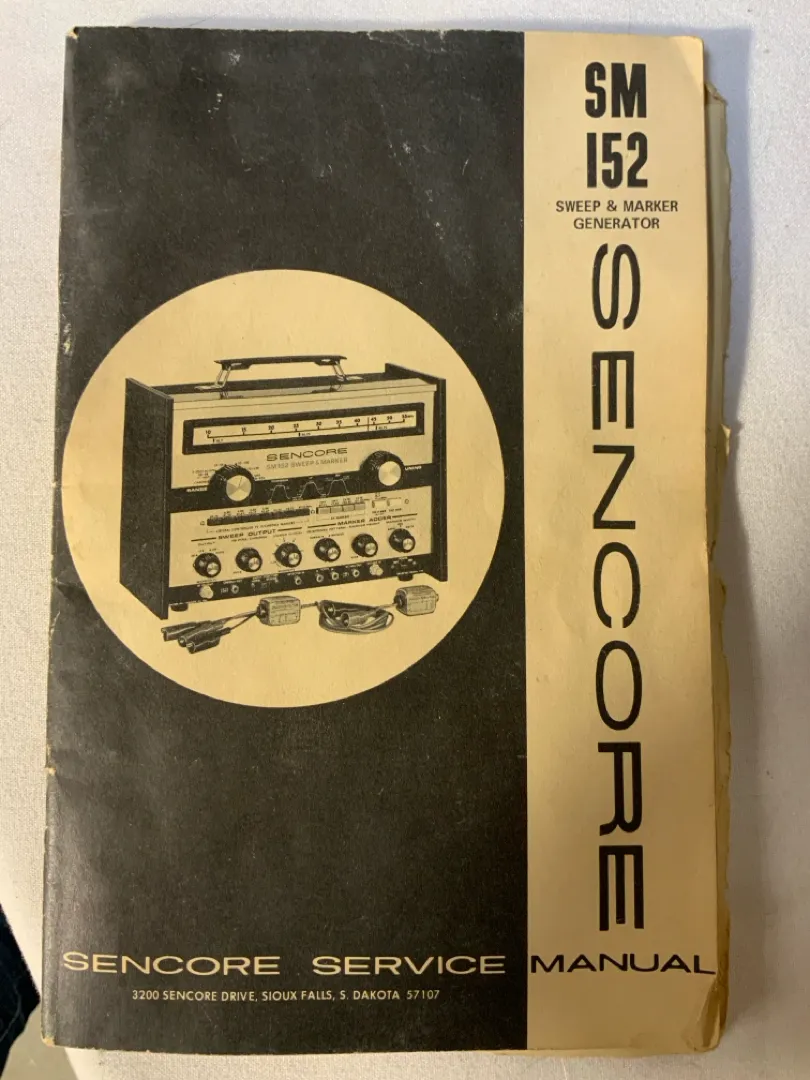 SM
152
SWEEP & MARKER
GENERATOR
SENCORE
SENCORE
SM152 SWEEP & MARKER
RANGE
SWEEP OUTPUT
MARKER ADDER
SENCORE SERVICE MANUAL
3200 SENCORE DRIVE, SIOUX FALLS, S. DAKOTA 57107